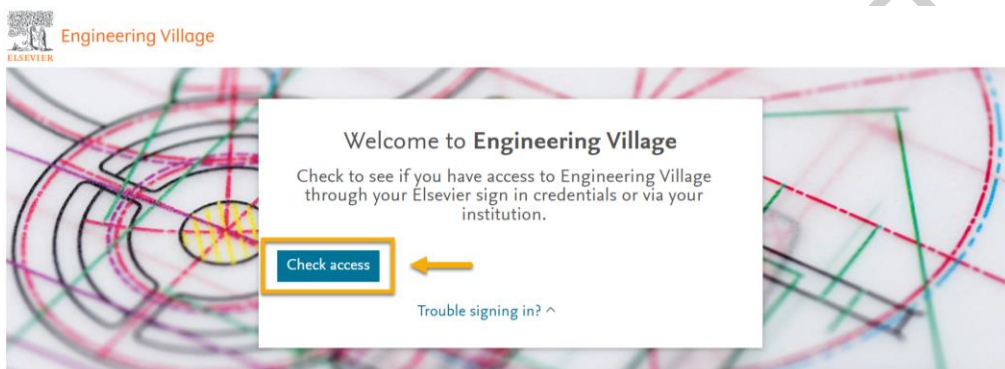 Engineering Village
ELSEVIER
Welcome to Engineering Village
Check to see if you have access to Engineering Village
through your Elsevier sign in credentials or via your
institution.
Check access
Trouble signing in? ^